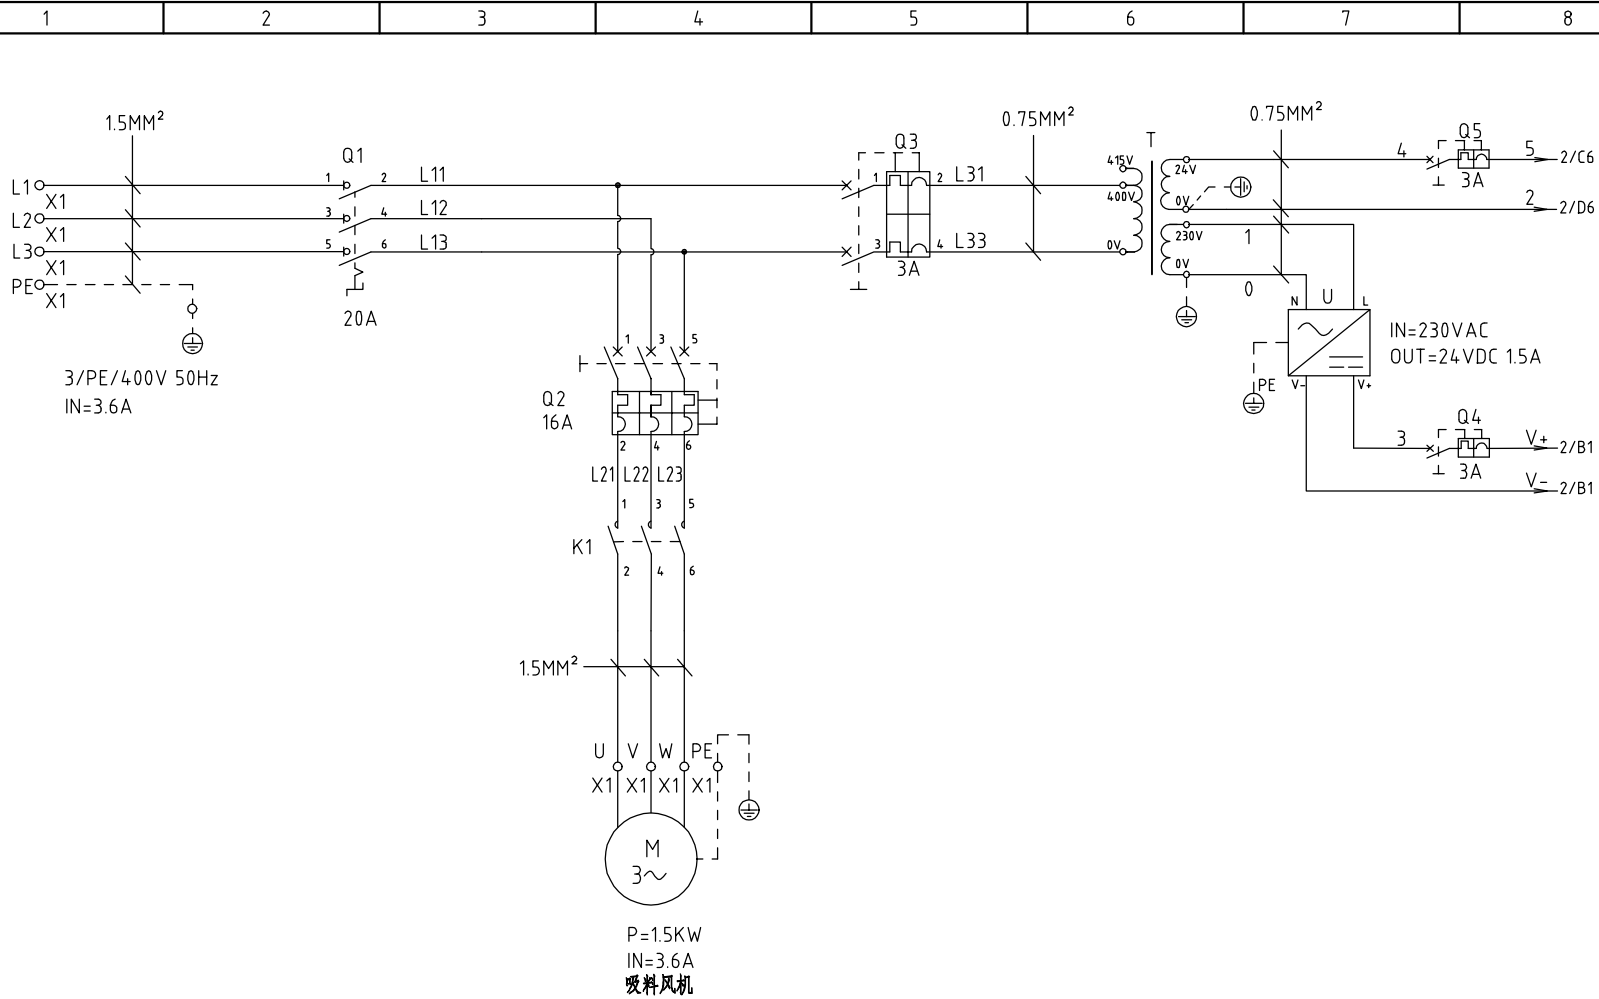 1 2 3 4 5 6 7 8
1.5MM²
L1 X1
L2 X1
L3 X1
PE X1
3/PE/400V 50Hz
IN=3.6A
Q1
1 2
3 4
5 6
20A
L11
L12
L13
1 3 5
Q2
16A
2 4 6
L21 L22 L23
1 3 5
K1
2 4 6
1.5MM²
U V W PE
X1 X1 X1 X1
M
3
P=1.5KW
IN=3.6A
吸料风机
Q3
1 2
3 4
3A
L31
L33
0.75MM²
T
415V
400V
0V
24V
0V
230V
0V
0.75MM²
4
Q5
3A
5
2/C6
2
2/D6
1
0
N U L
IN=230VAC
OUT=24VDC 1.5A
PE
V- V+
3
Q4
3A
V+
2/B1
V-
2/B1